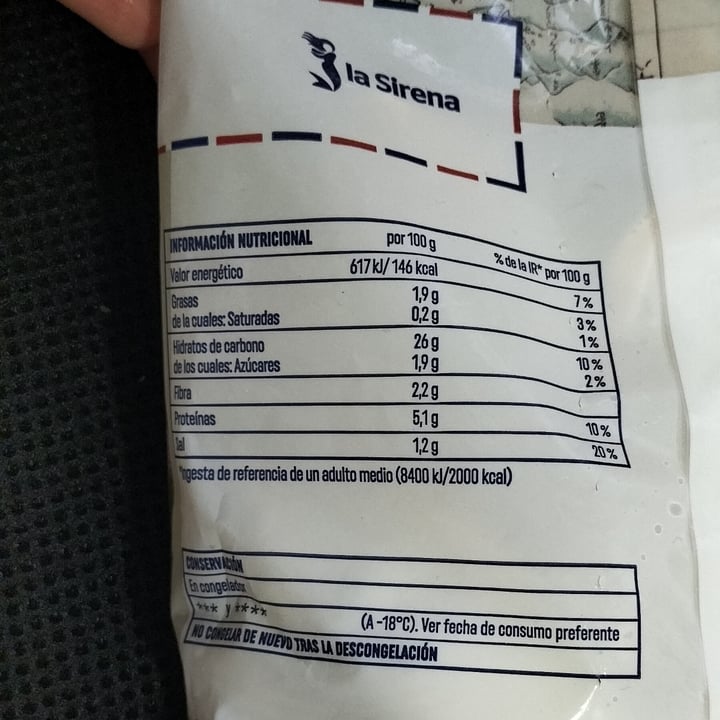 la Sirena
INFORMACIÓN NUTRICIONAL por 100 g % de la IR* por 100 g
Valor energético 617 kJ/ 146 kcal 7%
Grasas 1,9 g 3%
de la cuales: Saturadas 0,2 g 1%
Hidratos de carbono 26 g 10%
de los cuales: Azúcares 1,9 g 2%
Fibra 2,2 g
Proteínas 5,1 g 10%
Sal 1,2 g 20%
*Ingesta de referencia de un adulto medio (8400 kJ/2000 kcal)
CONSERVACIÓN
En congelador
*** y **** (A -18°C). Ver fecha de consumo preferente
NO CONGELAR DE NUEVO TRAS LA DESCONGELACIÓN